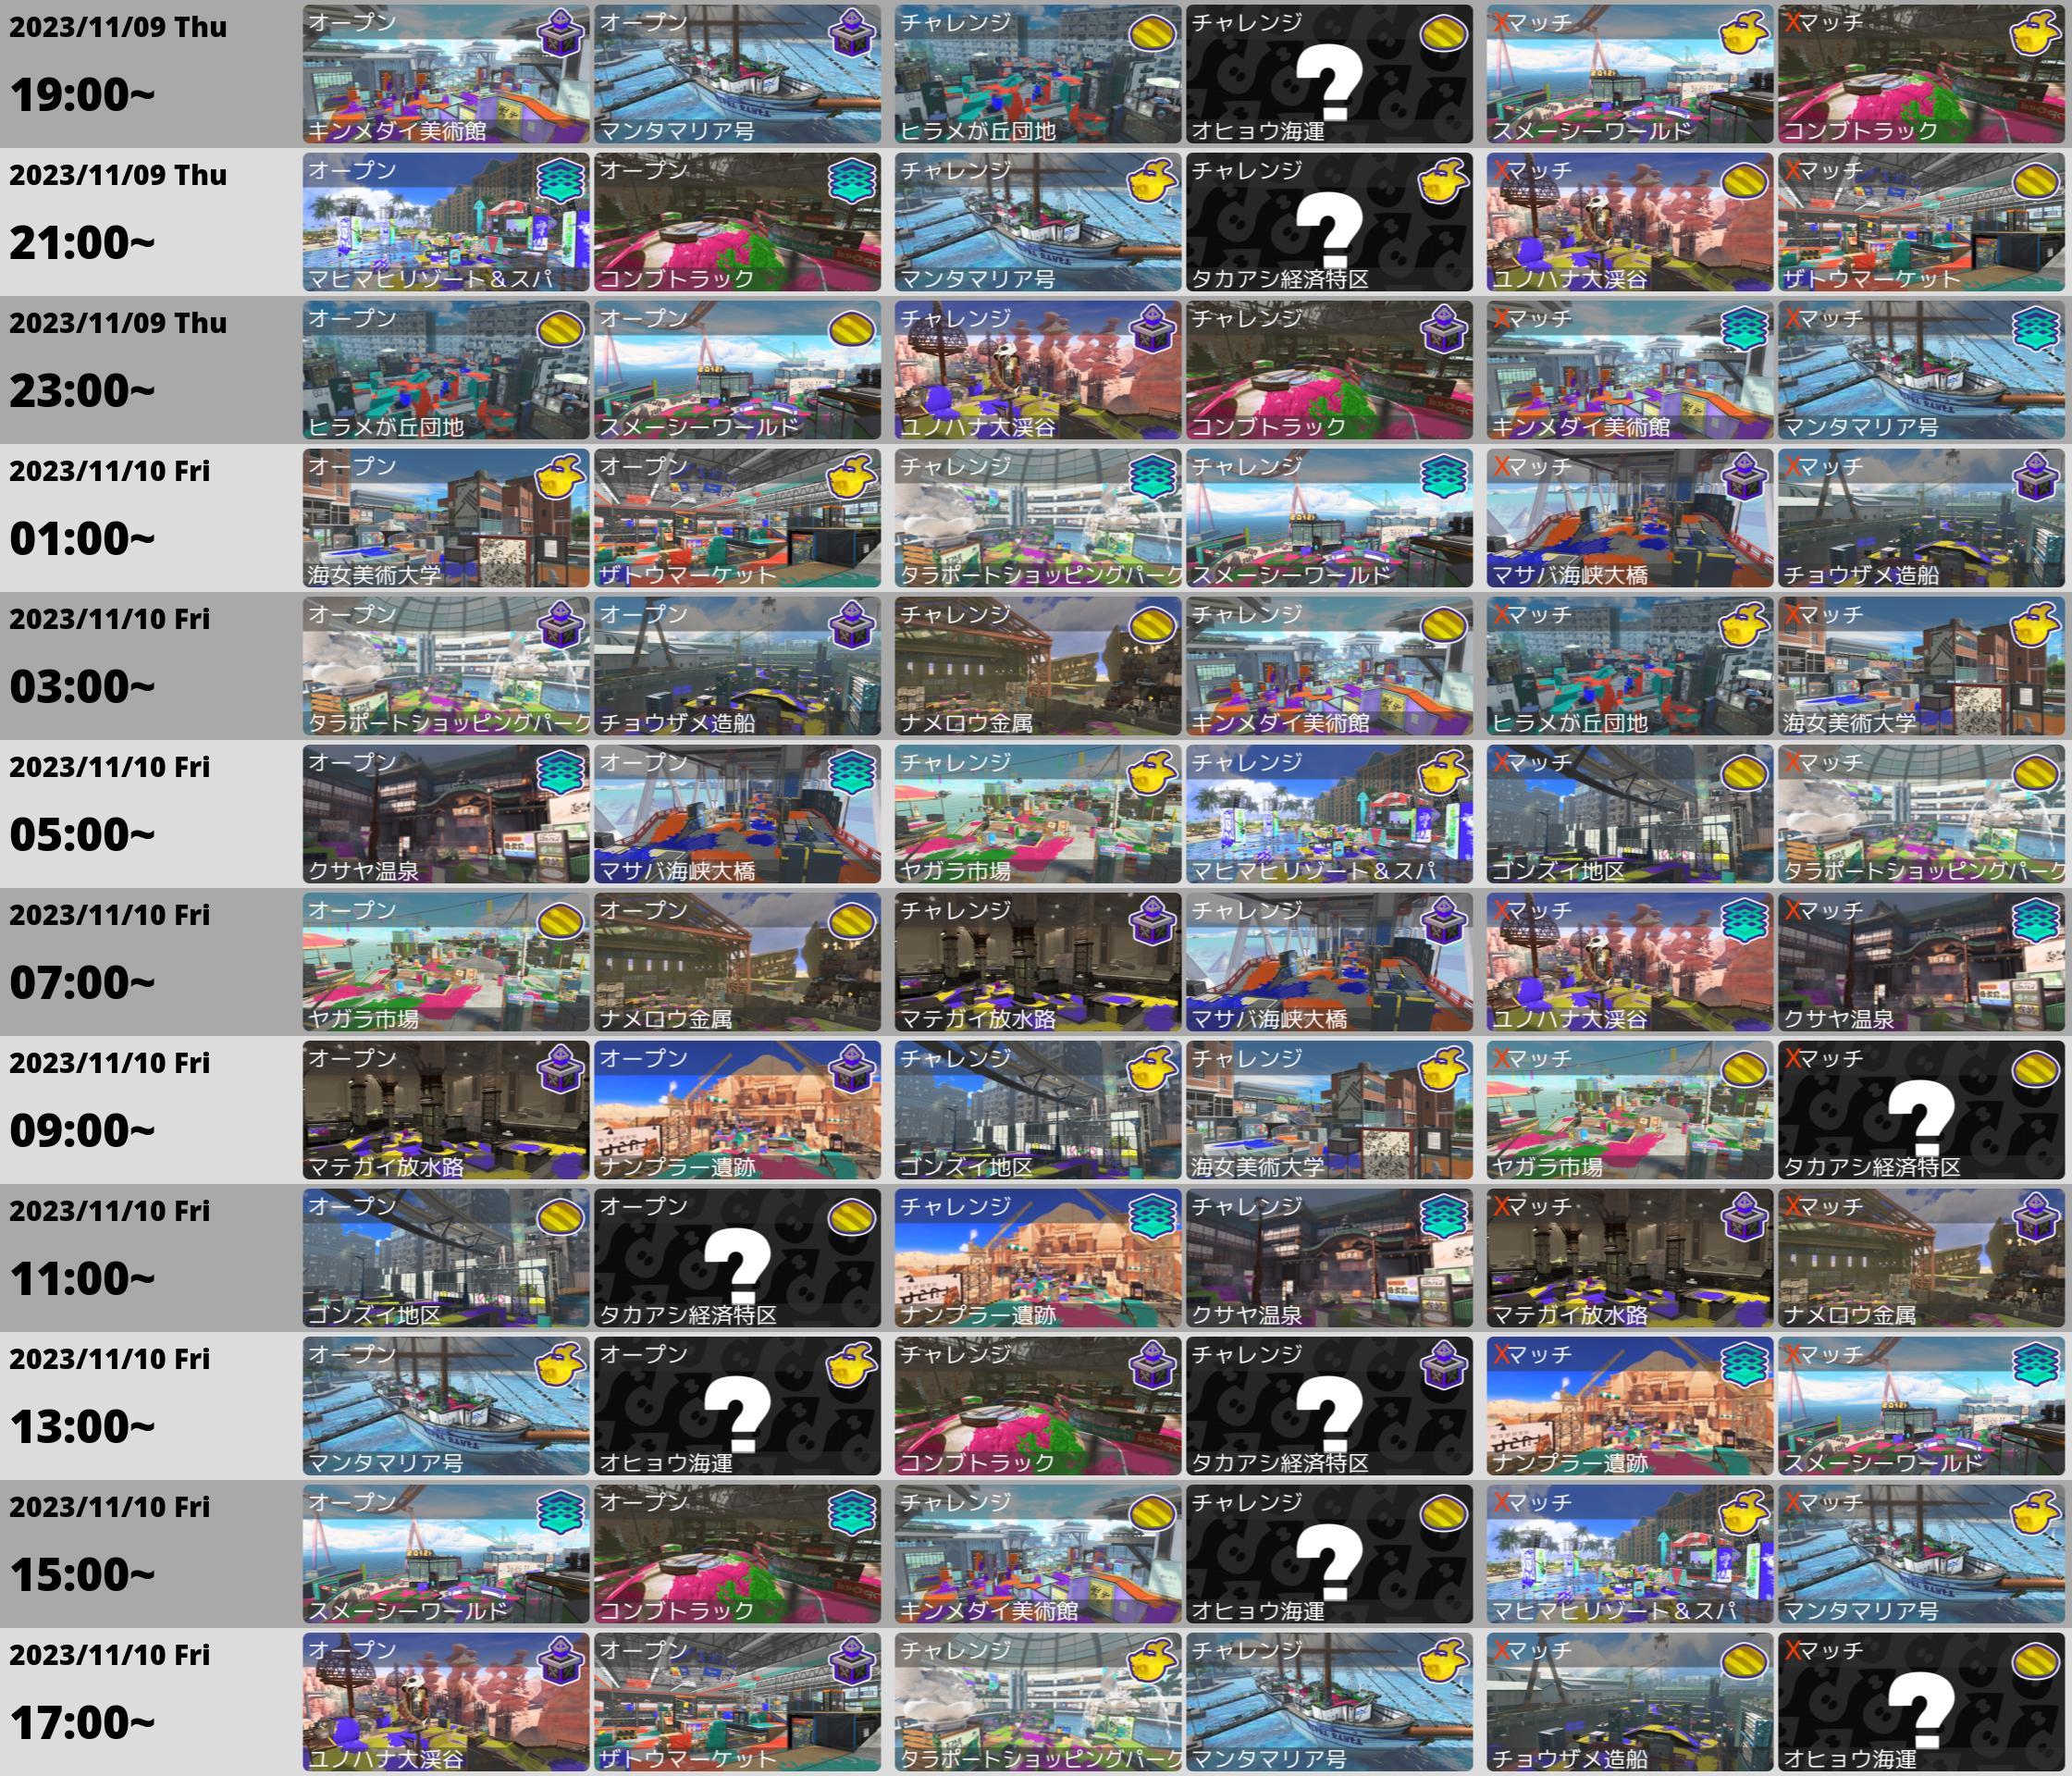 2023/11/09 Thu
19:00~
オープン
キンメダイ美術館
オープン
マンタマリア号
チャレンジ
ヒラメが丘団地
チャレンジ
オヒョウ海運
Xマッチ
スメーシーワールド
Xマッチ
コンブトラック
2023/11/09 Thu
21:00~
オープン
マヒマヒリゾート＆スパ
オープン
コンブトラック
チャレンジ
マンタマリア号
チャレンジ
タカアシ経済特区
Xマッチ
ユノハナ大渓谷
Xマッチ
ザトウマーケット
2023/11/09 Thu
23:00~
オープン
ヒラメが丘団地
オープン
スメーシーワールド
チャレンジ
ユノハナ大渓谷
チャレンジ
コンブトラック
Xマッチ
キンメダイ美術館
Xマッチ
マンタマリア号
2023/11/10 Fri
01:00~
オープン
海女美術大学
オープン
ザトウマーケット
チャレンジ
タラポートショッピングパーク
チャレンジ
スメーシーワールド
Xマッチ
マサバ海峡大橋
Xマッチ
チョウザメ造船
2023/11/10 Fri
03:00~
オープン
タラポートショッピングパーク
オープン
チョウザメ造船
チャレンジ
ナメロウ金属
チャレンジ
キンメダイ美術館
Xマッチ
ヒラメが丘団地
Xマッチ
海女美術大学
2023/11/10 Fri
05:00~
オープン
クサヤ温泉
オープン
マサバ海峡大橋
チャレンジ
ヤガラ市場
チャレンジ
マヒマヒリゾート＆スパ
Xマッチ
ゴンズイ地区
Xマッチ
タラポートショッピングパーク
2023/11/10 Fri
07:00~
オープン
ヤガラ市場
オープン
ナメロウ金属
チャレンジ
マテガイ放水路
チャレンジ
マサバ海峡大橋
Xマッチ
ユノハナ大渓谷
Xマッチ
クサヤ温泉
2023/11/10 Fri
09:00~
オープン
マテガイ放水路
オープン
ナンプラー遺跡
チャレンジ
ゴンズイ地区
チャレンジ
海女美術大学
Xマッチ
ヤガラ市場
Xマッチ
タカアシ経済特区
2023/11/10 Fri
11:00~
オープン
ゴンズイ地区
オープン
タカアシ経済特区
チャレンジ
ナンプラー遺跡
チャレンジ
クサヤ温泉
Xマッチ
マテガイ放水路
Xマッチ
ナメロウ金属
2023/11/10 Fri
13:00~
オープン
マンタマリア号
オープン
オヒョウ海運
チャレンジ
コンブトラック
チャレンジ
タカアシ経済特区
Xマッチ
ナンプラー遺跡
Xマッチ
スメーシーワールド
2023/11/10 Fri
15:00~
オープン
スメーシーワールド
オープン
コンブトラック
チャレンジ
キンメダイ美術館
チャレンジ
オヒョウ海運
Xマッチ
マヒマヒリゾート＆スパ
Xマッチ
マンタマリア号
2023/11/10 Fri
17:00~
オープン
ユノハナ大渓谷
オープン
ザトウマーケット
チャレンジ
タラポートショッピングパーク
チャレンジ
マンタマリア号
Xマッチ
チョウザメ造船
Xマッチ
オヒョウ海運